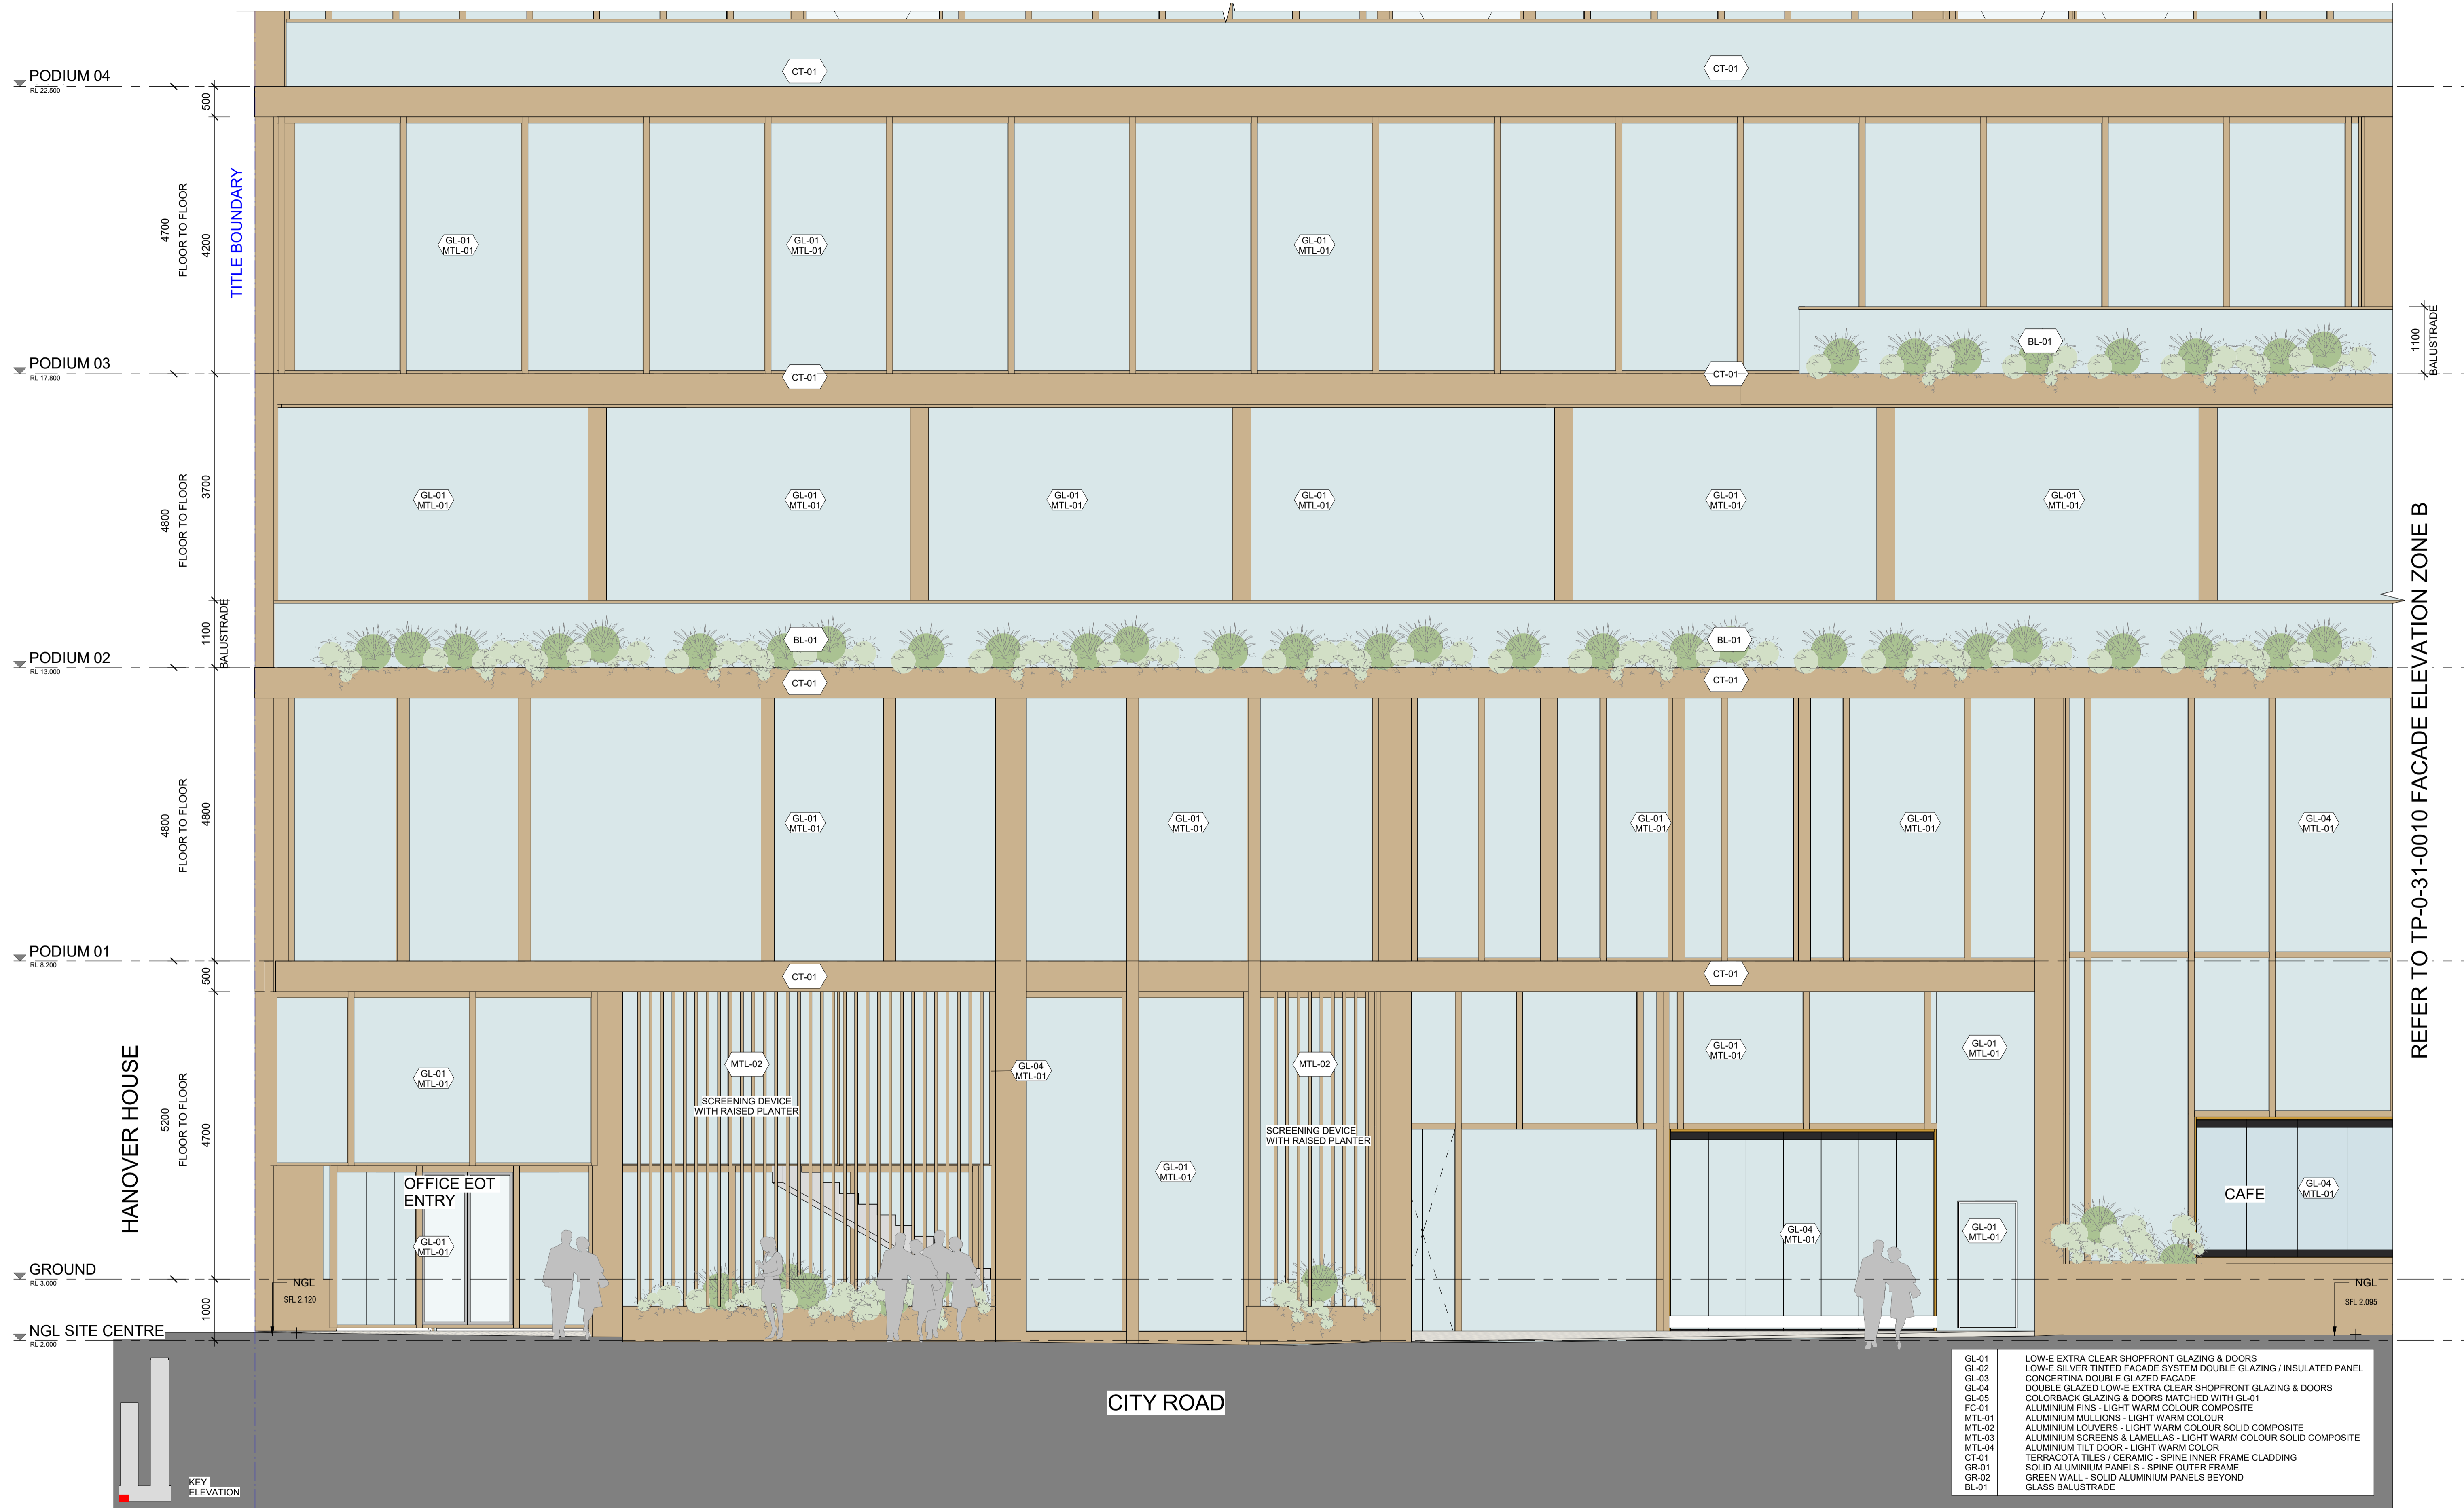 PODIUM 04
RL 22.500
CT-01
CT-01
500
4700
FLOOR TO FLOOR
4200
TITLE BOUNDARY
GL-01
MTL-01
GL-01
MTL-01
GL-01
MTL-01
BL-01
1100
BALUSTRADE
PODIUM 03
RL 17.800
CT-01
CT-01
4800
FLOOR TO FLOOR
3700
GL-01
MTL-01
GL-01
MTL-01
GL-01
MTL-01
GL-01
MTL-01
GL-01
MTL-01
GL-01
MTL-01
1100
BALUSTRADE
BL-01
BL-01
PODIUM 02
RL 13.000
CT-01
CT-01
REFER TO TP-0-31-0010 FACADE ELEVATION ZONE B
4800
FLOOR TO FLOOR
4800
GL-01
MTL-01
GL-01
MTL-01
GL-01
MTL-01
GL-01
MTL-01
GL-04
MTL-01
PODIUM 01
RL 8.200
500
CT-01
CT-01
HANOVER HOUSE
5200
FLOOR TO FLOOR
4700
GL-01
MTL-01
MTL-02
SCREENING DEVICE
WITH RAISED PLANTER
GL-04
MTL-01
MTL-02
SCREENING DEVICE
WITH RAISED PLANTER
GL-01
MTL-01
GL-01
MTL-01
OFFICE EOT
ENTRY
GL-01
MTL-01
GL-01
MTL-01
GL-04
MTL-01
GL-01
MTL-01
CAFE
GL-04
MTL-01
GROUND
RL 3.000
NGL
SFL 2.120
NGL
SFL 2.095
1000
NGL SITE CENTRE
RL 2.000
CITY ROAD
KEY
ELEVATION
GL-01 LOW-E EXTRA CLEAR SHOPFRONT GLAZING & DOORS
GL-02 LOW-E SILVER TINTED FACADE SYSTEM DOUBLE GLAZING / INSULATED PANEL
GL-03 CONCERTINA DOUBLE GLAZED FACADE
GL-04 DOUBLE GLAZED LOW-E EXTRA CLEAR SHOPFRONT GLAZING & DOORS
GL-05 COLORBACK GLAZING & DOORS MATCHED WITH GL-01
FC-01 ALUMINIUM FINS - LIGHT WARM COLOUR COMPOSITE
MTL-01 ALUMINIUM MULLIONS - LIGHT WARM COLOUR
MTL-02 ALUMINIUM LOUVERS - LIGHT WARM COLOUR SOLID COMPOSITE
MTL-03 ALUMINIUM SCREENS & LAMELLAS - LIGHT WARM COLOUR SOLID COMPOSITE
MTL-04 ALUMINIUM TILT DOOR - LIGHT WARM COLOR
CT-01 TERRACOTA TILES / CERAMIC - SPINE INNER FRAME CLADDING
GR-01 SOLID ALUMINIUM PANELS - SPINE OUTER FRAME
GR-02 GREEN WALL - SOLID ALUMINIUM PANELS BEYOND
BL-01 GLASS BALUSTRADE